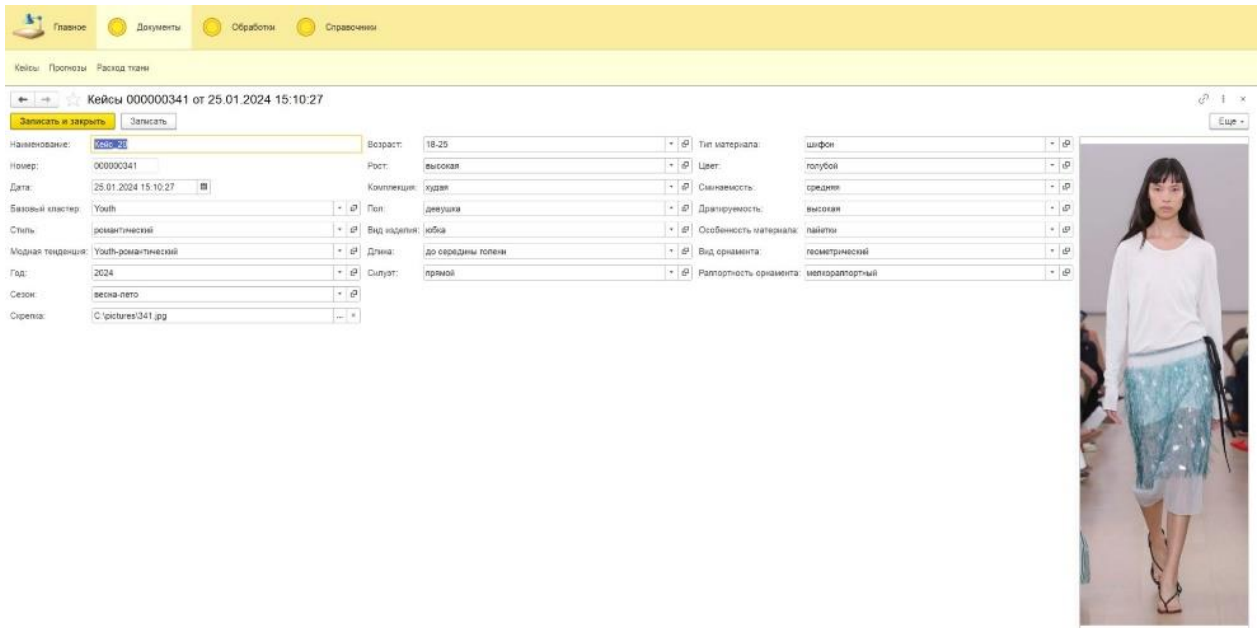 Главное Документы Обработки Справочники
Кейсы Прогнозы Расход ткани
Кейсы 000000341 от 25.01.2024 15:10:27
Записать и закрыть Записать Еще
Наименование: Кейс_29 Возраст: 18-25 Тип материала: шифон
Номер: 000000341 Рост: высокая Цвет: голубой
Дата: 25.01.2024 15:10:27 Комплекция: худая Сминаемость: средняя
Базовый кластер: Youth Пол: девушка Драпируемость: высокая
Стиль: романтический Вид изделия: юбка Особенность материала: пайетки
Модная тенденция: Youth-романтический Длина: до середины голени Вид орнамента: геометрический
Год: 2024 Силуэт: прямой Раппортность орнамента: мелкораппортный
Сезон: весна-лето
Скрепка: C:\pictures\341.jpg ...